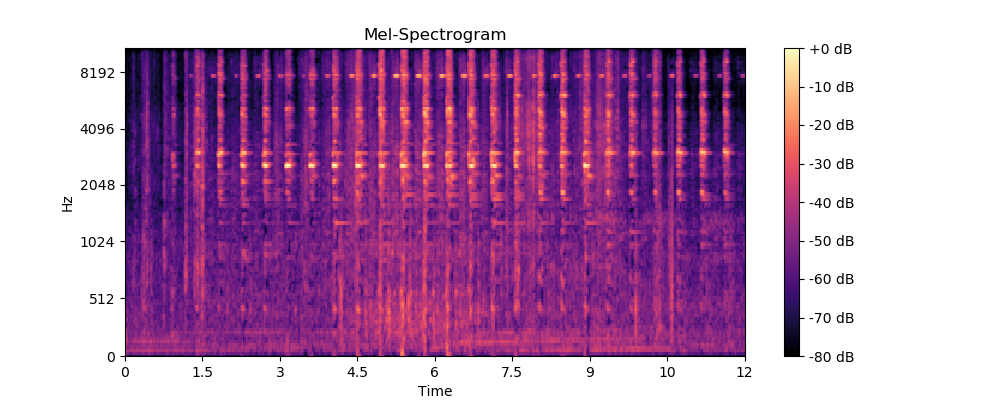 Mel-Spectrogram
Hz
8192
4096
2048
1024
512
0
0 1.5 3 4.5 6 7.5 9 10 12
Time
+0 dB
-10 dB
-20 dB
-30 dB
-40 dB
-50 dB
-60 dB
-70 dB
-80 dB